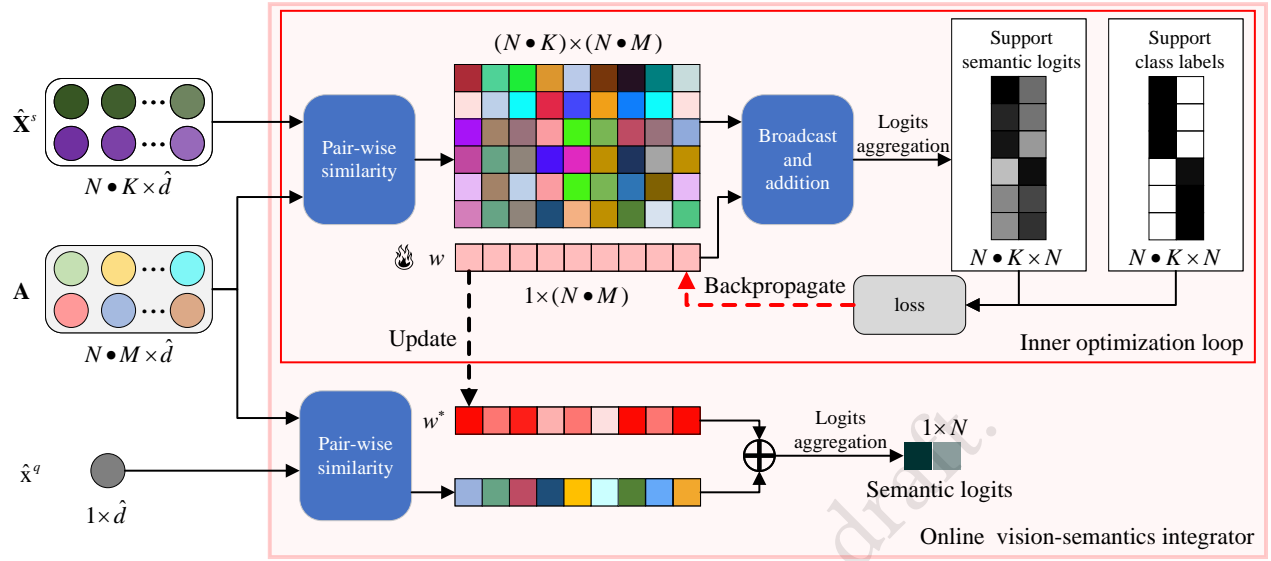 (N • K) × (N • M)
X̂ˢ
N • K × d̂
Pair-wise
similarity
Broadcast
and
addition
Logits
aggregation
Support
semantic logits
N • K × N
Support
class labels
N • K × N
w
1 × (N • M)
Backpropagate
loss
Inner optimization loop
A
N • M × d̂
Update
w*
Pair-wise
similarity
x̂q
1 × d̂
Logits
aggregation
1 × N
Semantic logits
draft.
Online vision-semantics integrator